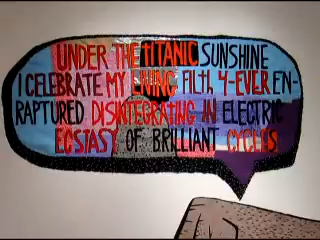 UNDER THE TITANIC SUNSHINE
I CELEBRATE MY LIVING FILTH, 4-EVER EN-
RAPTURED DISINTEGRATING IN ELECTRIC
ECSTASY OF BRILLIANT CYCLES